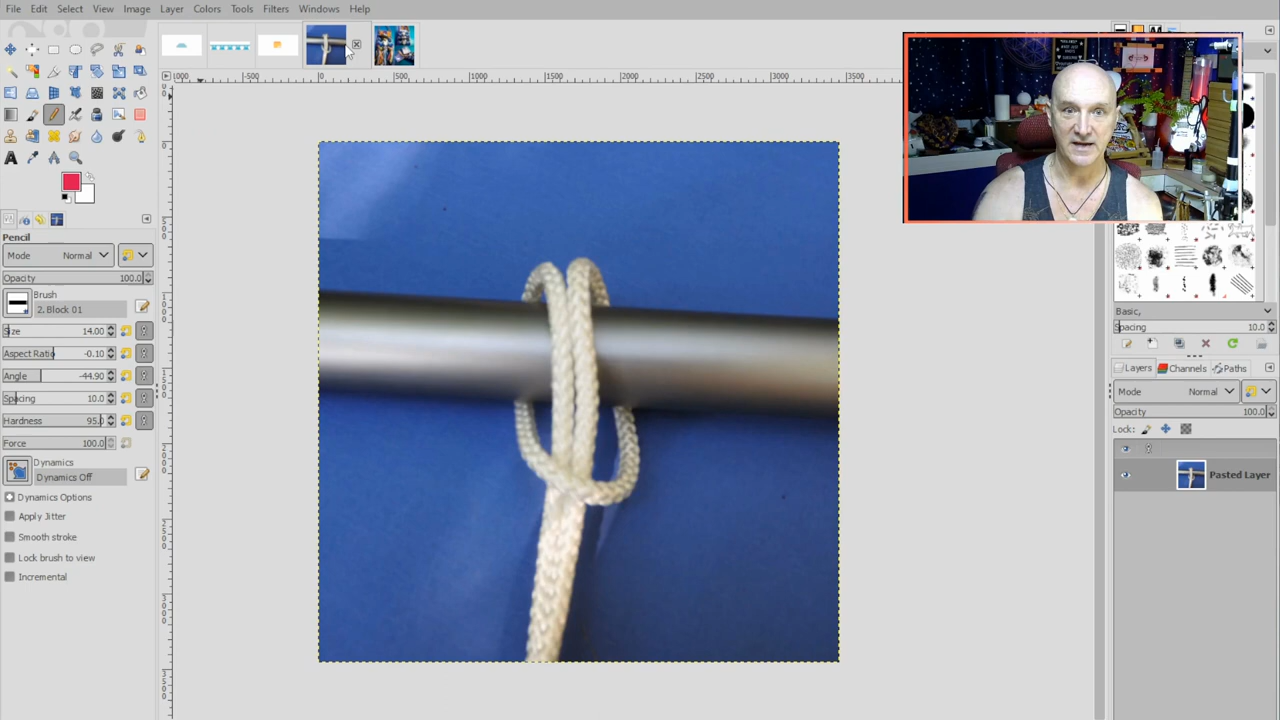 File Edit Select View Image Layer Colors Tools Filters Windows Help
Pencil
Mode Normal
Opacity 100.0
Brush
2. Block 01
Size 14.00
Aspect Ratio -0.10
Angle -44.90
Spacing 10.0
Hardness 95.0
Force 100.0
Dynamics
Dynamics Off
Dynamics Options
Apply Jitter
Smooth stroke
Lock brush to view
Incremental
-500 0 500 1000 1500 2000 2500 3000 3500
Basic,
Spacing 10.0
Layers Channels Paths
Mode Normal
Opacity 100.0
Lock:
Pasted Layer